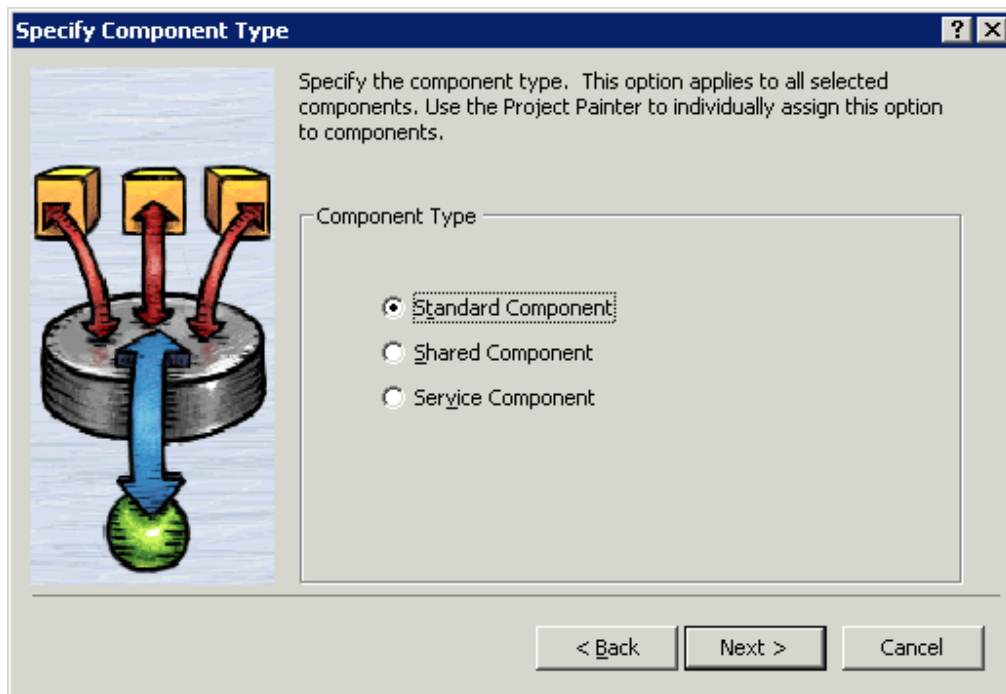 Specify Component Type
Specify the component type.  This option applies to all selected
components. Use the Project Painter to individually assign this option
to components.
Component Type
Standard Component
Shared Component
Service Component
< Back
Next >
Cancel